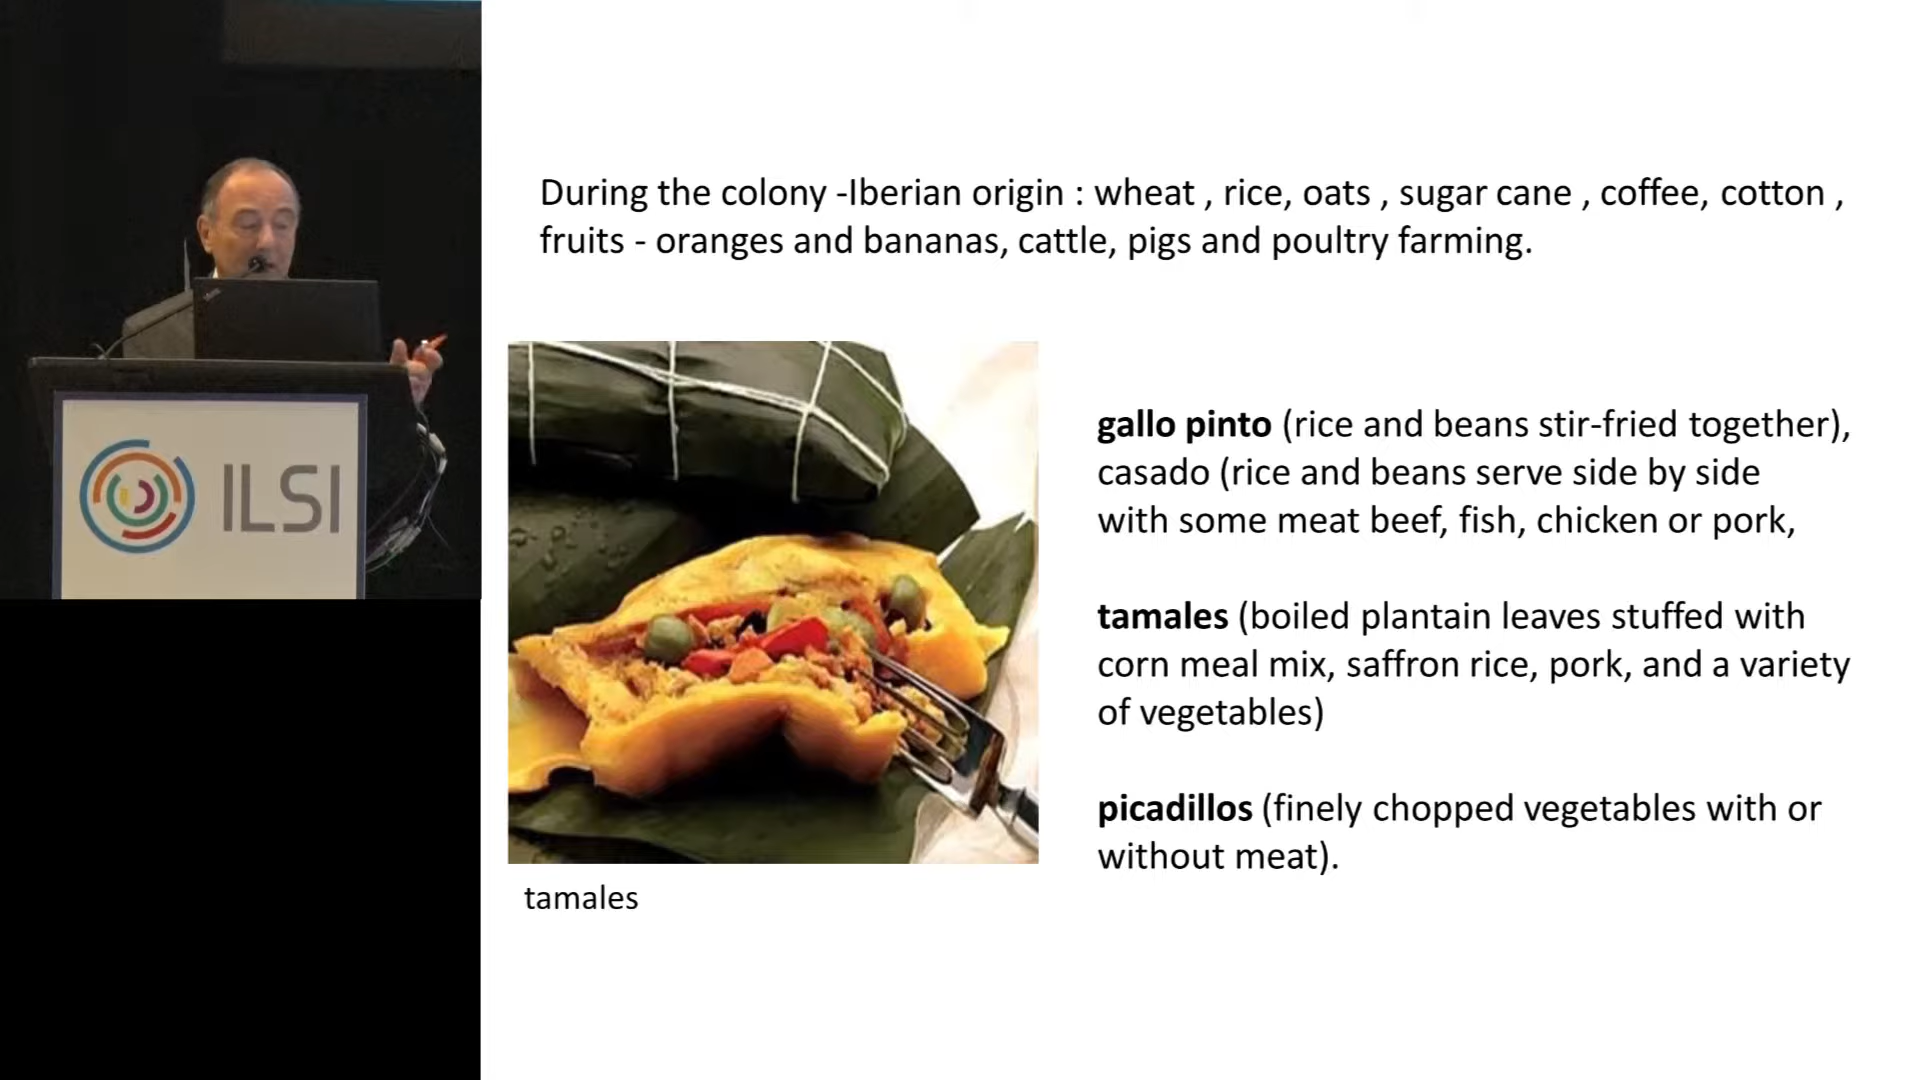 ILSI
During the colony -Iberian origin : wheat , rice, oats , sugar cane , coffee, cotton ,
fruits - oranges and bananas, cattle, pigs and poultry farming.
gallo pinto (rice and beans stir-fried together),
casado (rice and beans serve side by side
with some meat beef, fish, chicken or pork,
tamales (boiled plantain leaves stuffed with
corn meal mix, saffron rice, pork, and a variety
of vegetables)
picadillos (finely chopped vegetables with or
without meat).
tamales